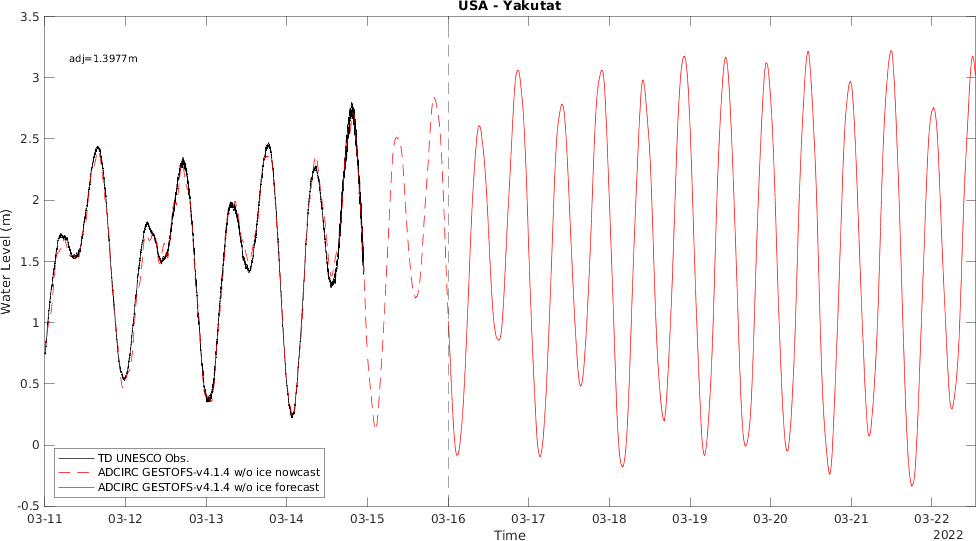 USA - Yakutat
3.5
adj=1.3977m
3
2.5
2
1.5
1
0.5
0
-0.5
Water Level (m)
TD UNESCO Obs.
ADCIRC GESTOFS-v4.1.4 w/o ice nowcast
ADCIRC GESTOFS-v4.1.4 w/o ice forecast
03-11 03-12 03-13 03-14 03-15 03-16 03-17 03-18 03-19 03-20 03-21 03-22
Time
2022